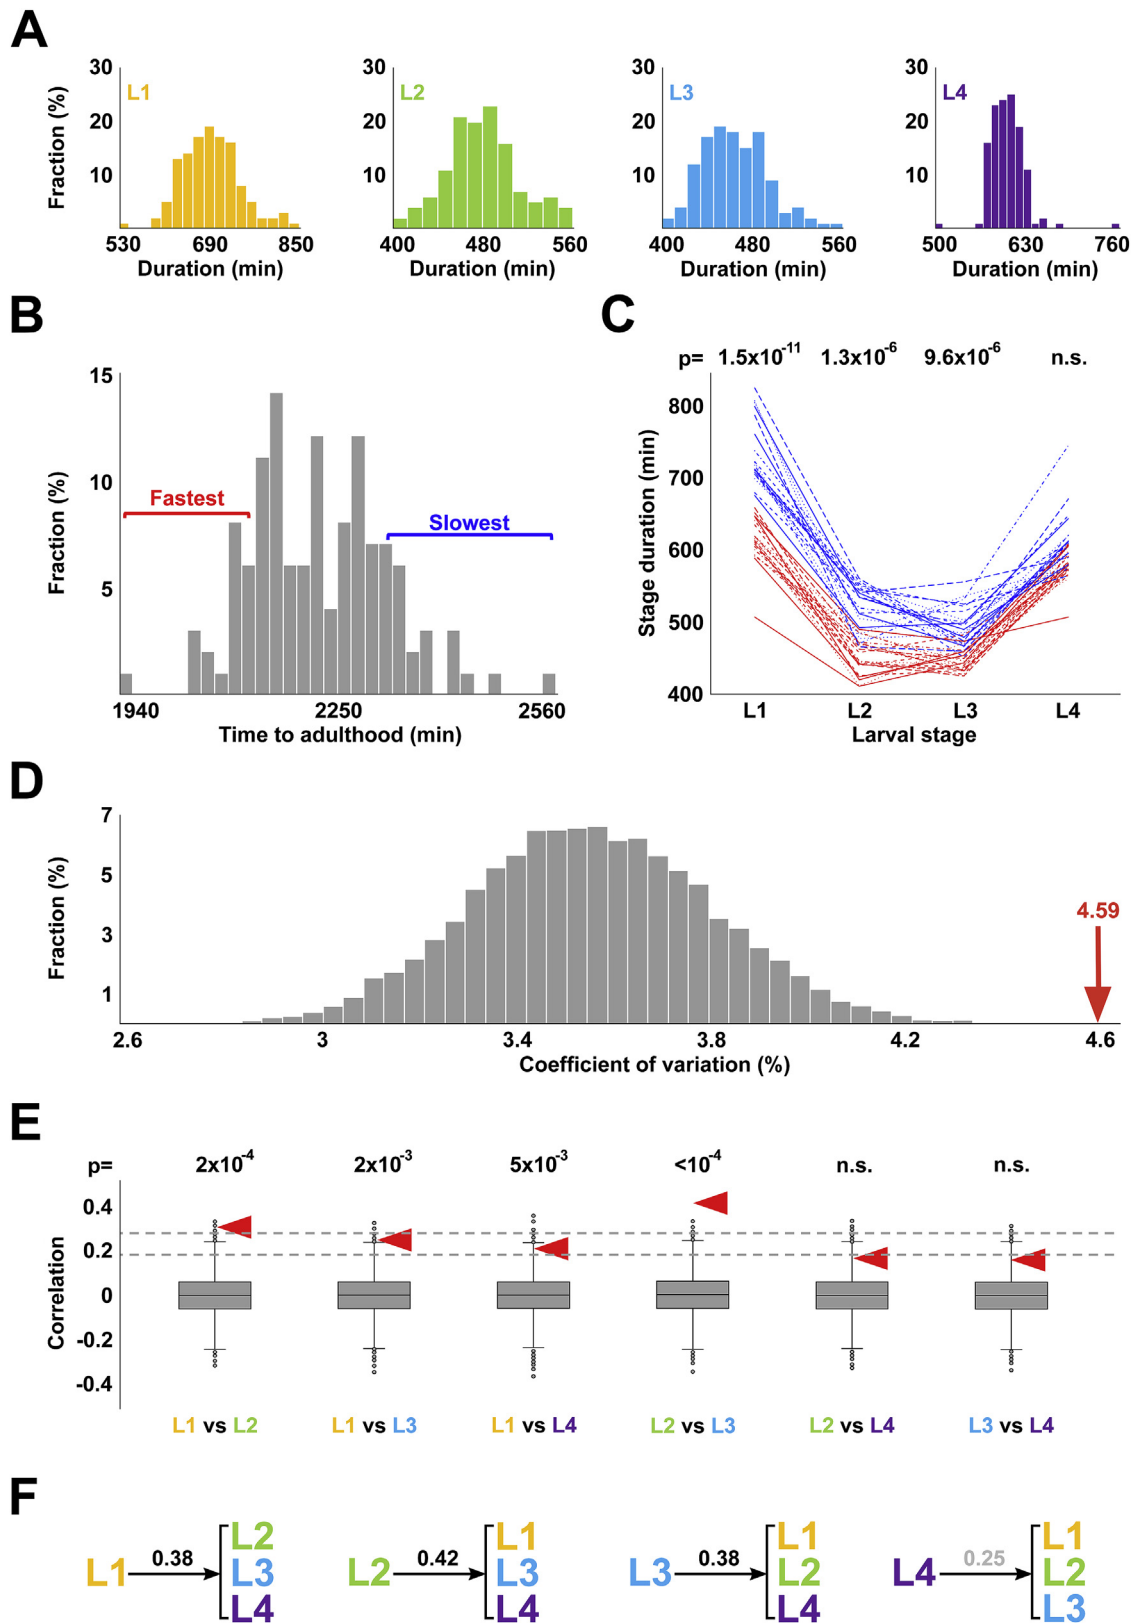 A
Fraction (%)
30
20
10
L1
530 690 850
Duration (min)
30
20
10
L2
400 480 560
Duration (min)
30
20
10
L3
400 480 560
Duration (min)
30
20
10
L4
500 630 760
Duration (min)
B
Fraction (%)
15
10
5
Fastest
Slowest
1940 2250 2560
Time to adulthood (min)
C
p= 1.5x10-11 1.3x10-6 9.6x10-6 n.s.
Stage duration (min)
800
700
600
500
400
L1 L2 L3 L4
Larval stage
D
Fraction (%)
7
5
3
1
4.59
2.6 3 3.4 3.8 4.2 4.6
Coefficient of variation (%)
E
p= 2x10-4 2x10-3 5x10-3 <10-4 n.s. n.s.
Correlation
0.4
0.2
0
-0.2
-0.4
L1 vs L2 L1 vs L3 L1 vs L4 L2 vs L3 L2 vs L4 L3 vs L4
F
L1 0.38 L2
L3
L4
L2 0.42 L1
L3
L4
L3 0.38 L1
L2
L4
L4 0.25 L1
L2
L3